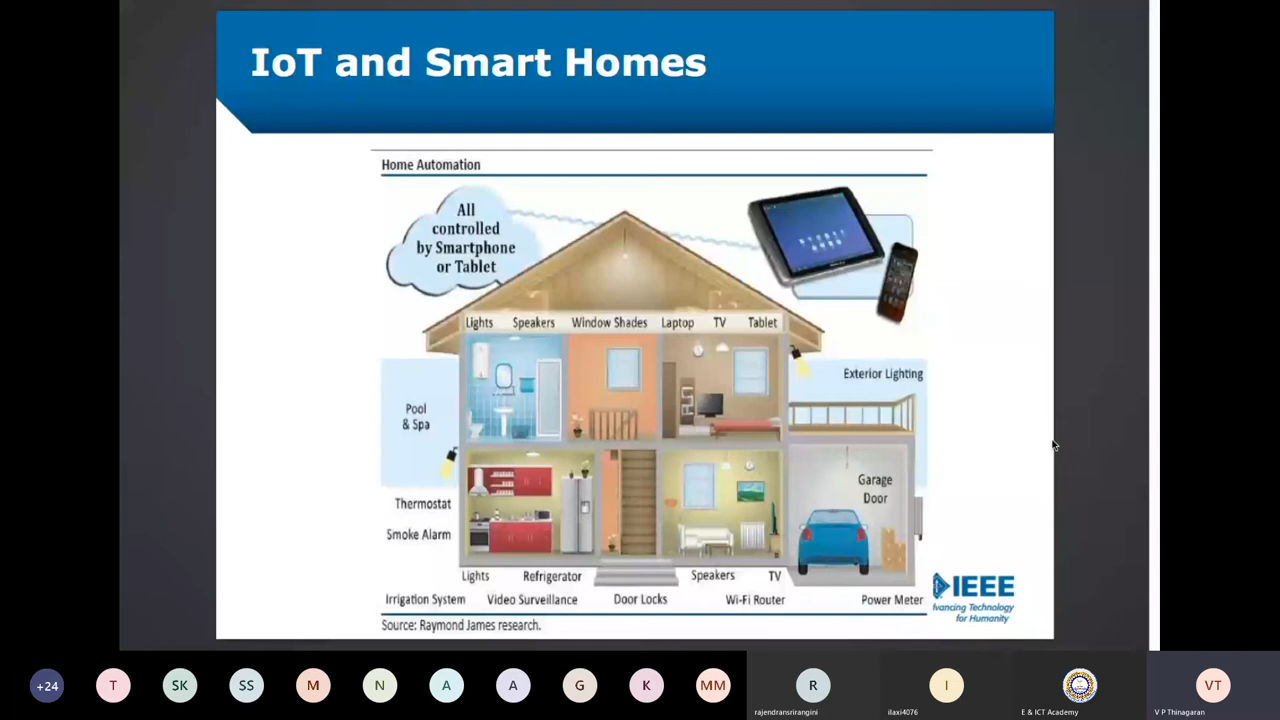 IoT and Smart Homes
Home Automation
All
controlled
by Smartphone
or Tablet
Lights Speakers Window Shades Laptop TV Tablet
Exterior Lighting
Pool
& Spa
Garage
Door
Thermostat
Smoke Alarm
Lights Refrigerator Speakers TV
Irrigation System Video Surveillance Door Locks Wi-Fi Router Power Meter
Source: Raymond James research.
IEEE
dvancing Technology
for Humanity
+24 T SK SS M N A A G K MM R I VT
rajendransrirangini ilaxi4076 E & ICT Academy V P Thinagaran